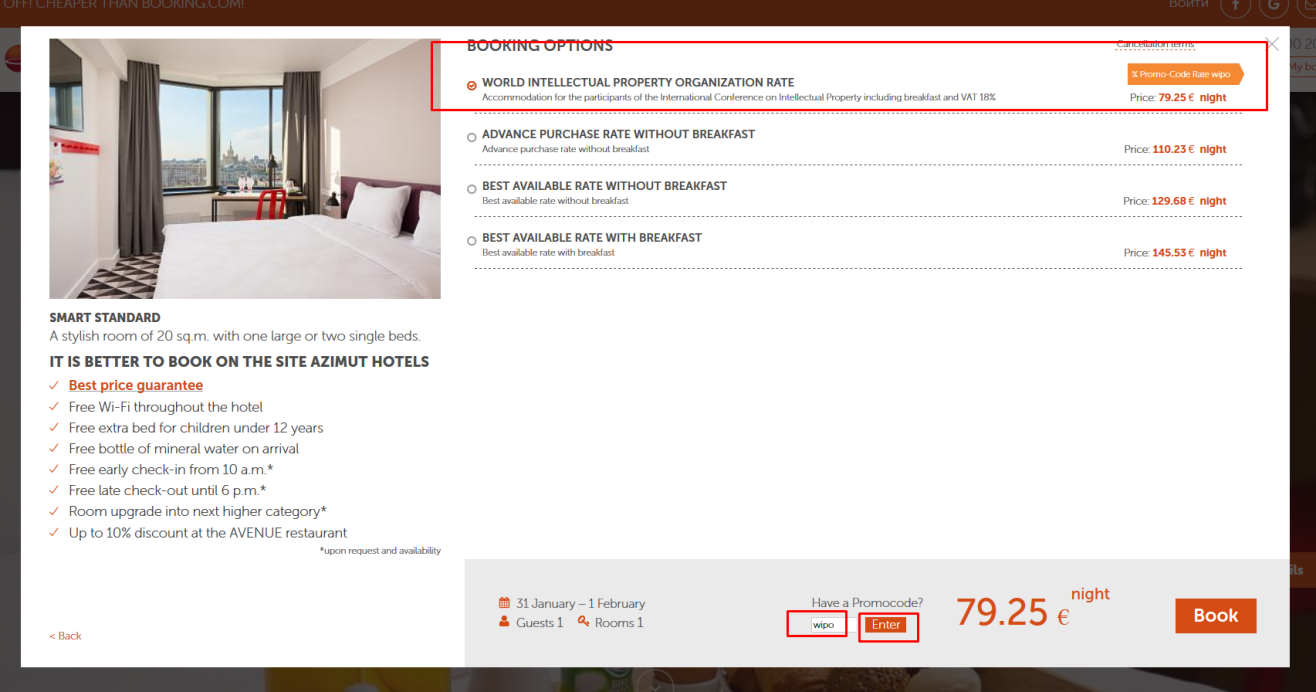 OFF! CHEAPER THAN BOOKING.COM!
ВОЙТИ
BOOKING OPTIONS
Cancellation terms
% Promo-Code Rate wipo
WORLD INTELLECTUAL PROPERTY ORGANIZATION RATE
Accommodation for the participants of the International Conference on Intellectual Property including breakfast and VAT 18%
Price: 79.25 € night
ADVANCE PURCHASE RATE WITHOUT BREAKFAST
Advance purchase rate without breakfast
Price: 110.23 € night
BEST AVAILABLE RATE WITHOUT BREAKFAST
Best available rate without breakfast
Price: 129.68 € night
BEST AVAILABLE RATE WITH BREAKFAST
Best available rate with breakfast
Price: 145.53 € night
SMART STANDARD
A stylish room of 20 sq.m. with one large or two single beds.
IT IS BETTER TO BOOK ON THE SITE AZIMUT HOTELS
Best price guarantee
Free Wi-Fi throughout the hotel
Free extra bed for children under 12 years
Free bottle of mineral water on arrival
Free early check-in from 10 a.m.*
Free late check-out until 6 p.m.*
Room upgrade into next higher category*
Up to 10% discount at the AVENUE restaurant
*upon request and availability
< Back
31 January – 1 February
Guests 1 Rooms 1
Have a Promocode?
wipo Enter
79.25 € night
Book